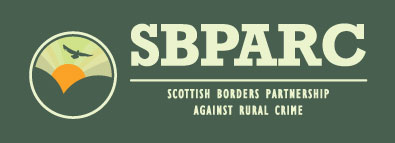 SBPARC
SCOTTISH BORDERS PARTNERSHIP
AGAINST RURAL CRIME